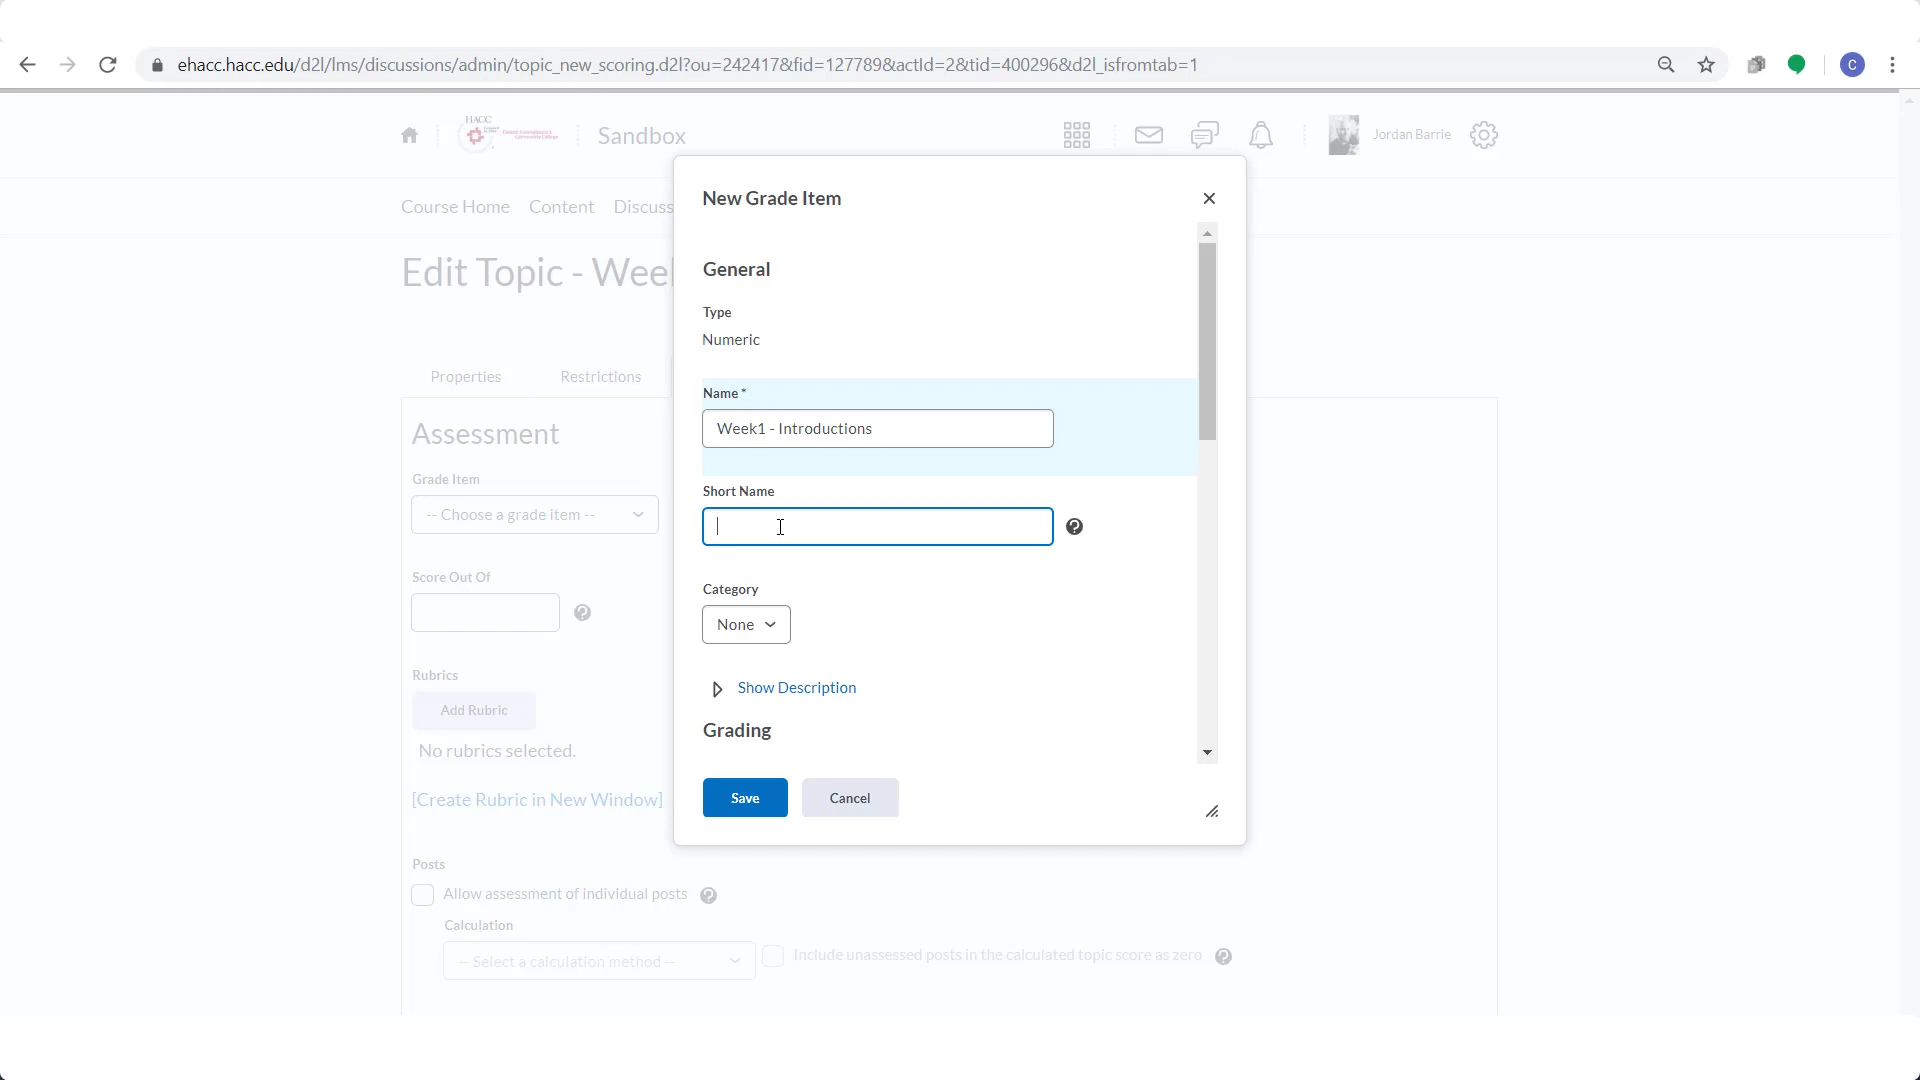 ehacc.hacc.edu/d2l/lms/discussions/admin/topic_new_scoring.d2l?ou=242417&fid=127789&actId=2&tid=400296&d2l_isfromtab=1
C
HACC
Sandbox
Jordan Barrie
Course Home
Content
Discuss
Edit Topic - Week
Properties
Restrictions
Assessment
Grade Item
-- Choose a grade item --
Score Out Of
Rubrics
Add Rubric
No rubrics selected.
[Create Rubric in New Window]
Posts
Allow assessment of individual posts
Calculation
-- Select a calculation method --
Include unassessed posts in the calculated topic score as zero
New Grade Item
General
Type
Numeric
Name *
Week1 - Introductions
Short Name
Category
None
Show Description
Grading
Save
Cancel